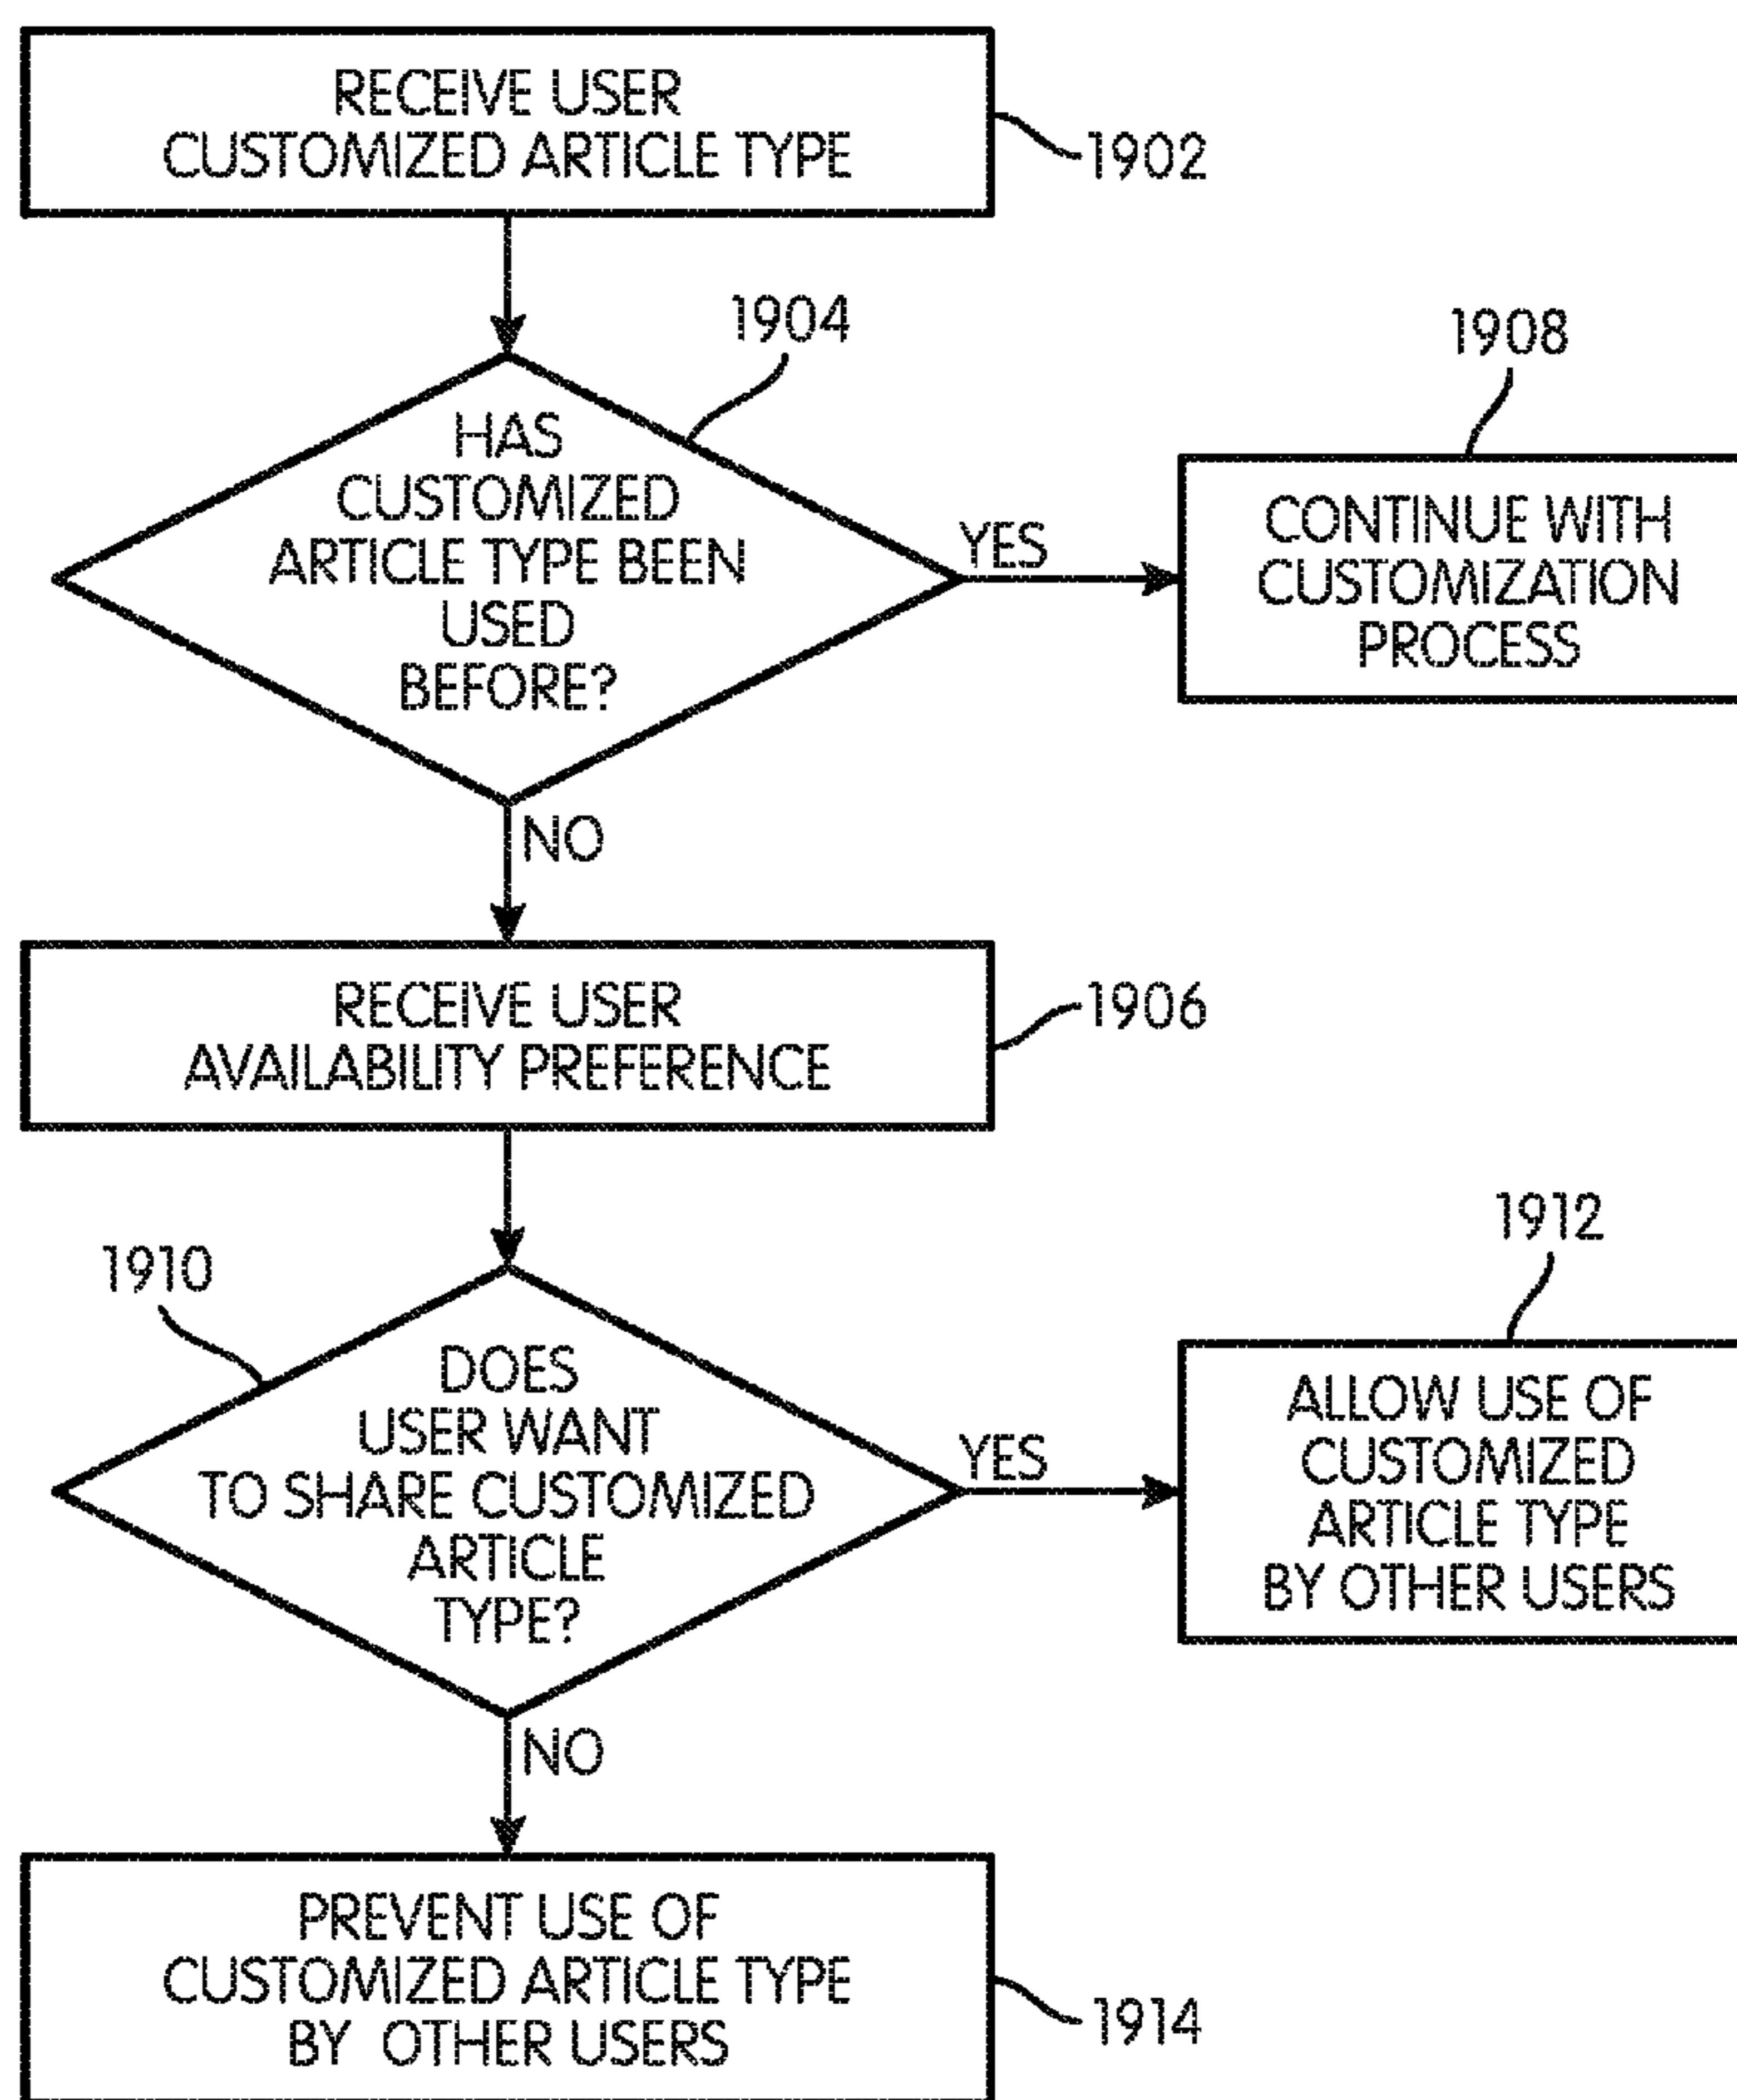 RECEIVE USER
CUSTOMIZED ARTICLE TYPE
1902
1904
HAS
CUSTOMIZED
ARTICLE TYPE BEEN
USED
BEFORE?
YES
1908
CONTINUE WITH
CUSTOMIZATION
PROCESS
NO
RECEIVE USER
AVAILABILITY PREFERENCE
1906
1910
DOES
USER WANT
TO SHARE CUSTOMIZED
ARTICLE
TYPE?
YES
1912
ALLOW USE OF
CUSTOMIZED
ARTICLE TYPE
BY OTHER USERS
NO
PREVENT USE OF
CUSTOMIZED ARTICLE TYPE
BY OTHER USERS
1914